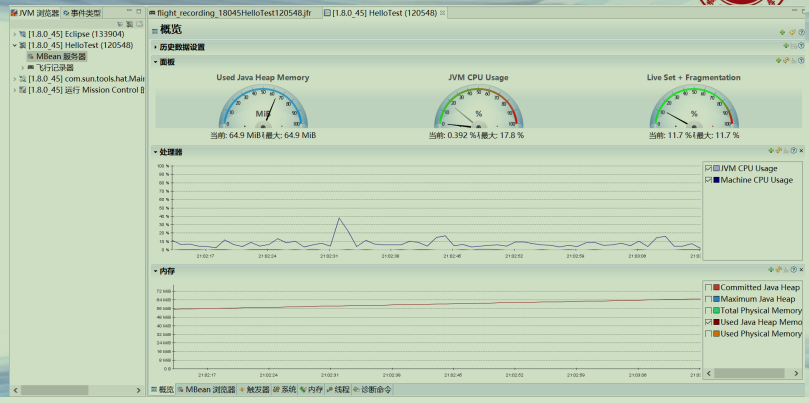 JVM 浏览器 事件类型
flight_recording_18045HelloTest120548.jfr
[1.8.0_45] HelloTest (120548)
[1.8.0_45] Eclipse (133904)
[1.8.0_45] HelloTest (120548)
MBean 服务器
飞行记录器
[1.8.0_45] com.sun.tools.hat.Mair
[1.8.0_45] 运行 Mission Control 的
概览
历史数据设置
面板
Used Java Heap Memory
JVM CPU Usage
Live Set + Fragmentation
MiB
%
%
当前: 64.9 MiB 最大: 64.9 MiB
当前: 0.392 % 最大: 17.8 %
当前: 11.7 % 最大: 11.7 %
处理器
100 %
90 %
80 %
70 %
60 %
50 %
40 %
30 %
20 %
10 %
0 %
21:02:17 21:02:24 21:02:31 21:02:38 21:02:45 21:02:52 21:02:59 21:03:06 21:03:
JVM CPU Usage
Machine CPU Usage
内存
72 MiB
64 MiB
56 MiB
48 MiB
40 MiB
32 MiB
24 MiB
16 MiB
8 MiB
0 B
21:02:17 21:02:24 21:02:31 21:02:38 21:02:45 21:02:52 21:02:59 21:03:06 21:03:
Committed Java Heap
Maximum Java Heap
Total Physical Memory
Used Java Heap Memo
Used Physical Memory
概览 MBean 浏览器 触发器 系统 内存 线程 诊断命令